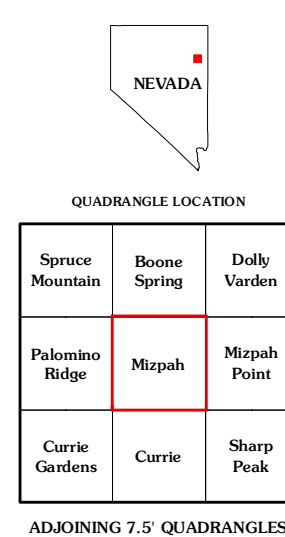 NEVADA
QUADRANGLE LOCATION
Spruce Mountain
Boone Spring
Dolly Varden
Palomino Ridge
Mizpah
Mizpah Point
Currie Gardens
Currie
Sharp Peak
ADJOINING 7.5' QUADRANGLES